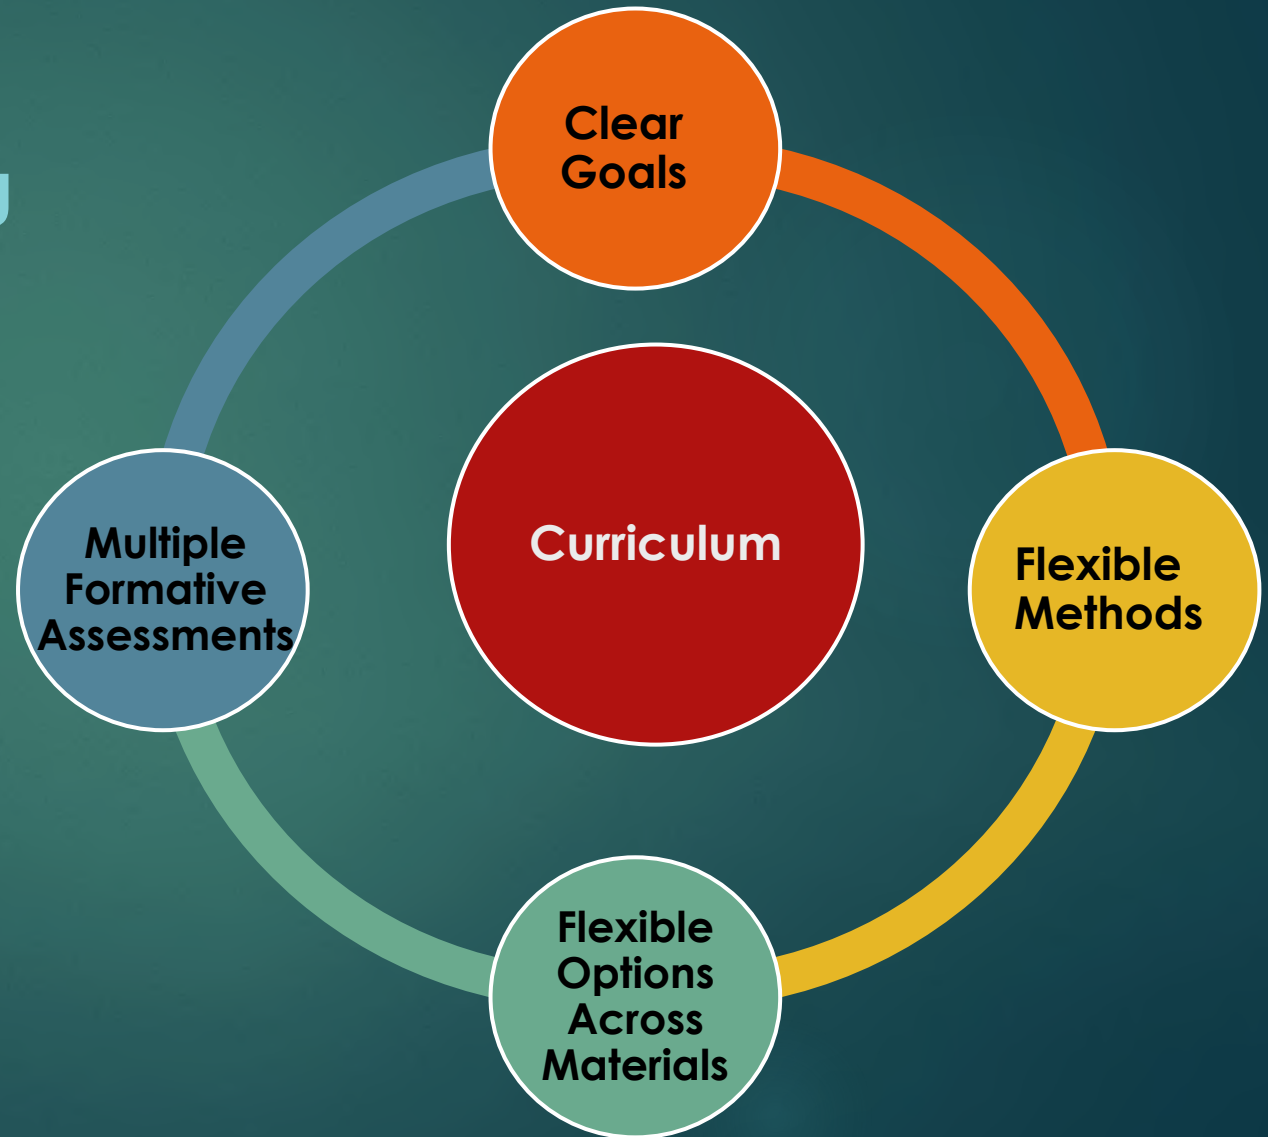 Clear
Goals
Curriculum
Multiple
Formative
Assessments
Flexible
Methods
Flexible
Options
Across
Materials